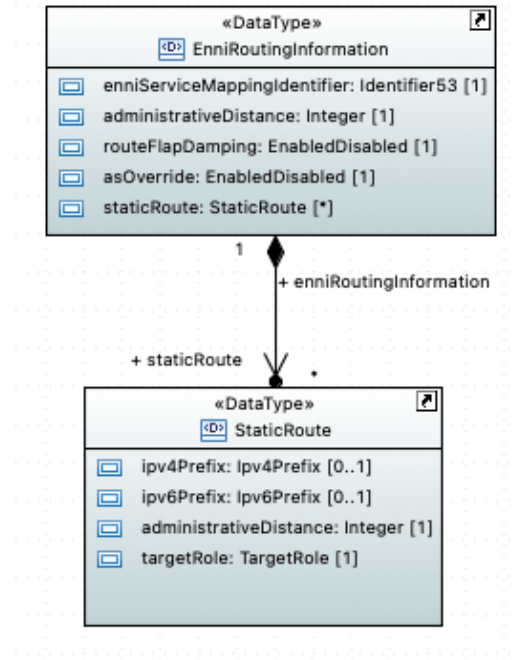 «DataType»
EnniRoutingInformation
enniServiceMappingIdentifier: Identifier53 [1]
administrativeDistance: Integer [1]
routeFlapDamping: EnabledDisabled [1]
asOverride: EnabledDisabled [1]
staticRoute: StaticRoute [*]
1
+ enniRoutingInformation
+ staticRoute
*
«DataType»
StaticRoute
ipv4Prefix: Ipv4Prefix [0..1]
ipv6Prefix: Ipv6Prefix [0..1]
administrativeDistance: Integer [1]
targetRole: TargetRole [1]